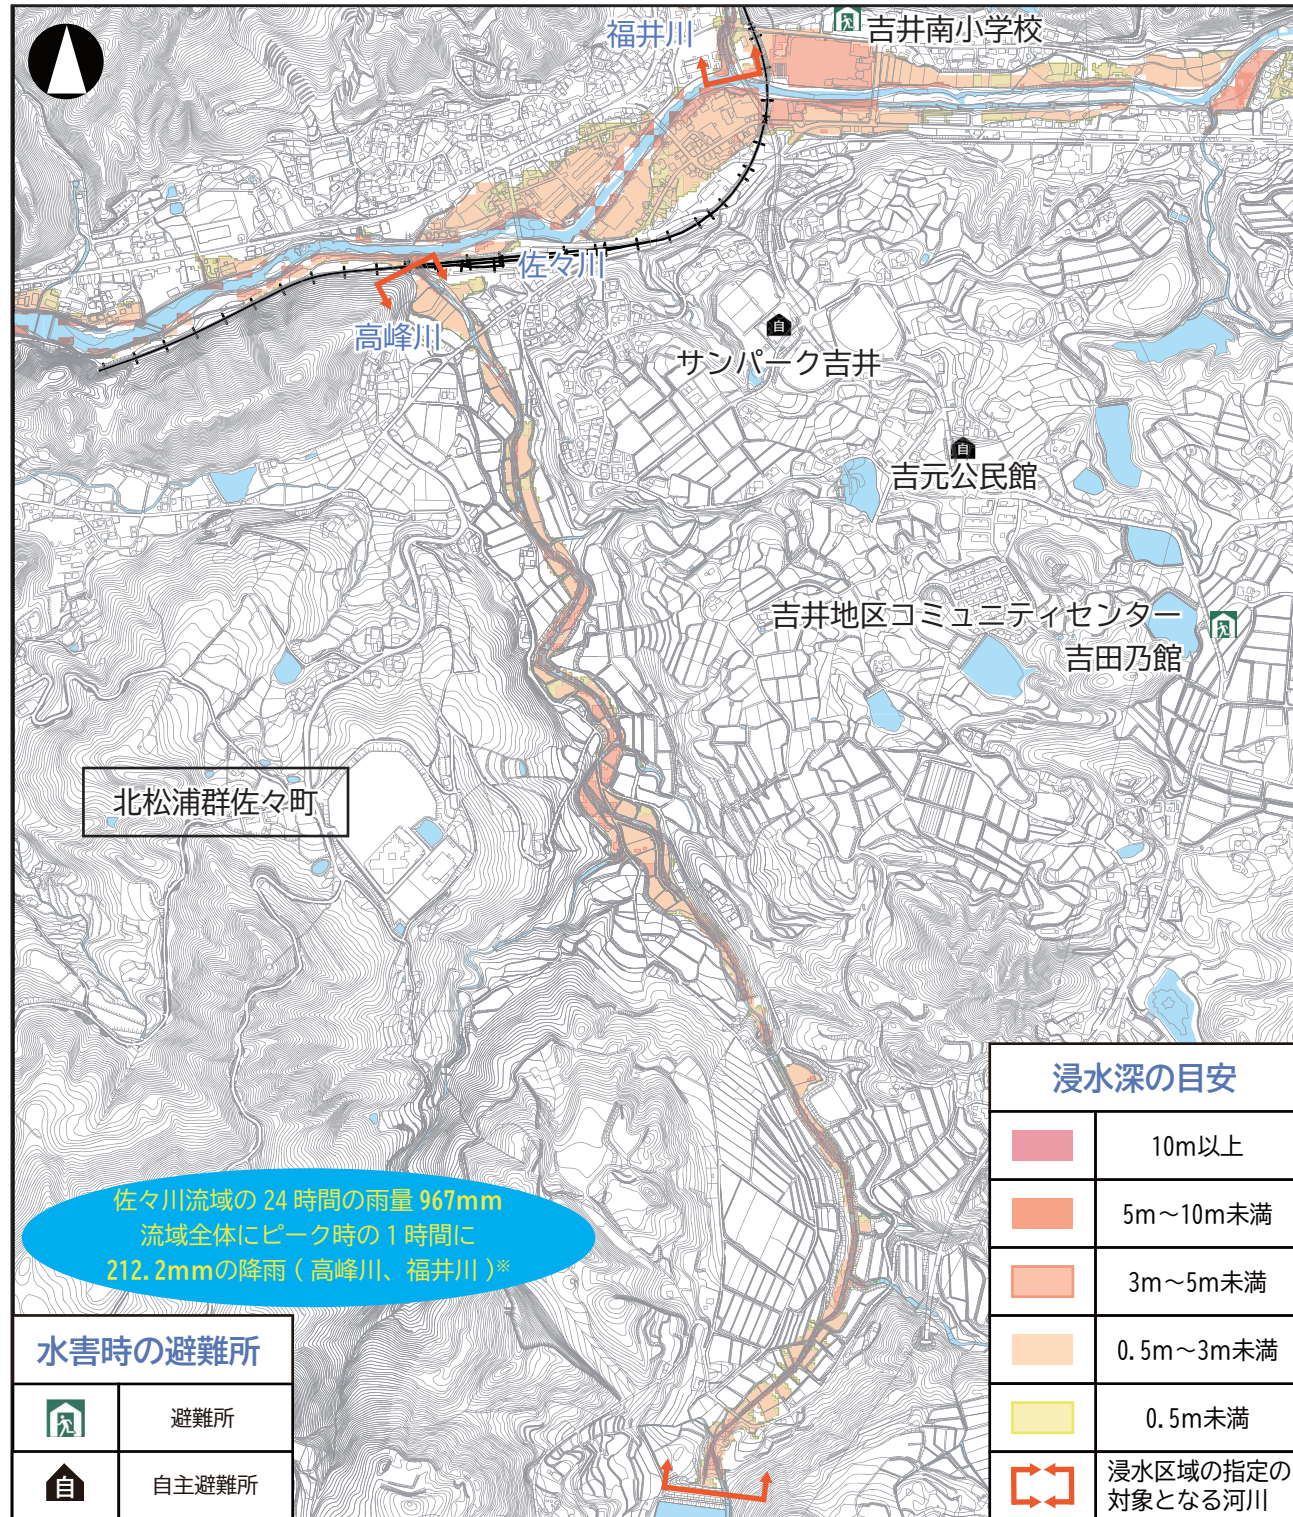 福井川
吉井南小学校
佐々川
高峰川
サンパーク吉井
自
自
吉元公民館
吉井地区コミュニティセンター
吉田乃館
北松浦群佐々町
佐々川流域の 24 時間の雨量 967mm
流域全体にピーク時の 1 時間に
212.2mmの降雨 ( 高峰川、福井川 )※
水害時の避難所
避難所
自 自主避難所
浸水深の目安
10m以上
5m～10m未満
3m～5m未満
0.5m～3m未満
0.5m未満
浸水区域の指定の
対象となる河川